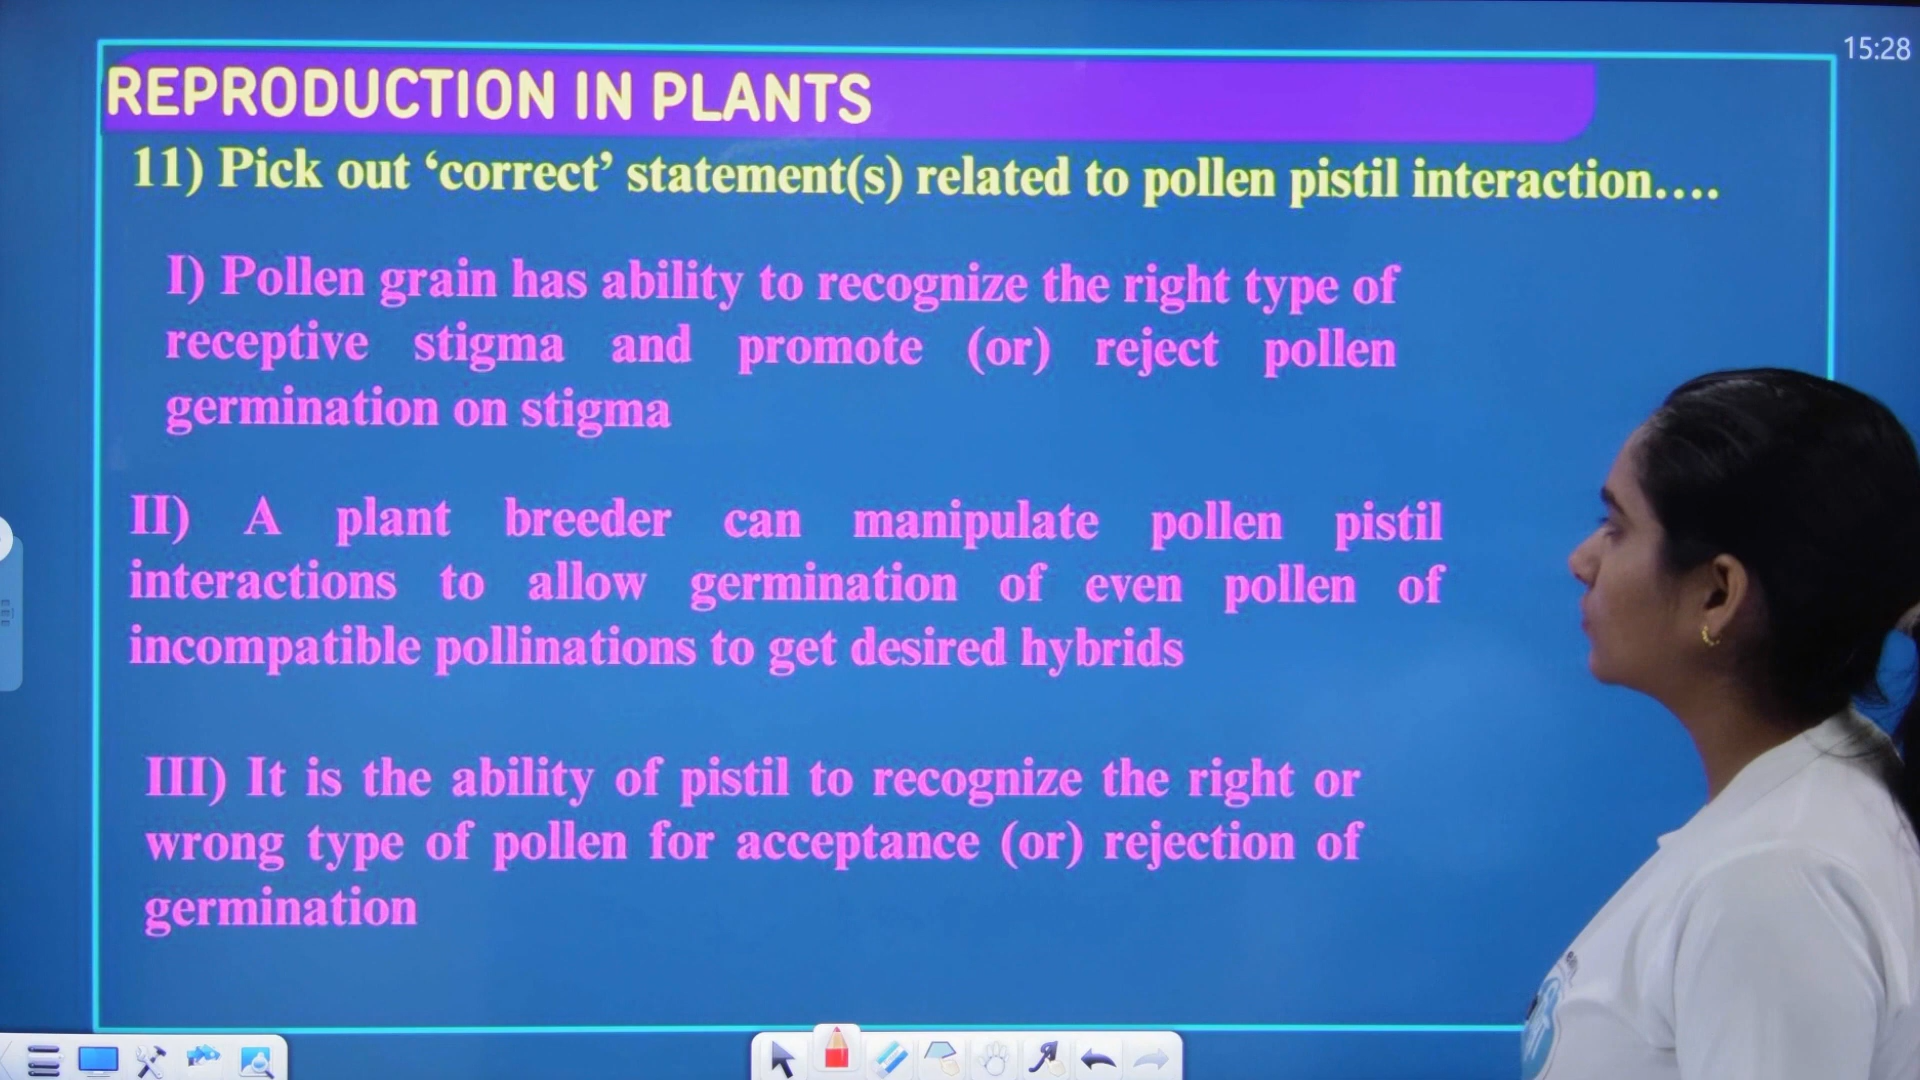 15:28
REPRODUCTION IN PLANTS
11) Pick out ‘correct’ statement(s) related to pollen pistil interaction....
I) Pollen grain has ability to recognize the right type of
receptive stigma and promote (or) reject pollen
germination on stigma
II) A plant breeder can manipulate pollen pistil
interactions to allow germination of even pollen of
incompatible pollinations to get desired hybrids
III) It is the ability of pistil to recognize the right or
wrong type of pollen for acceptance (or) rejection of
germination